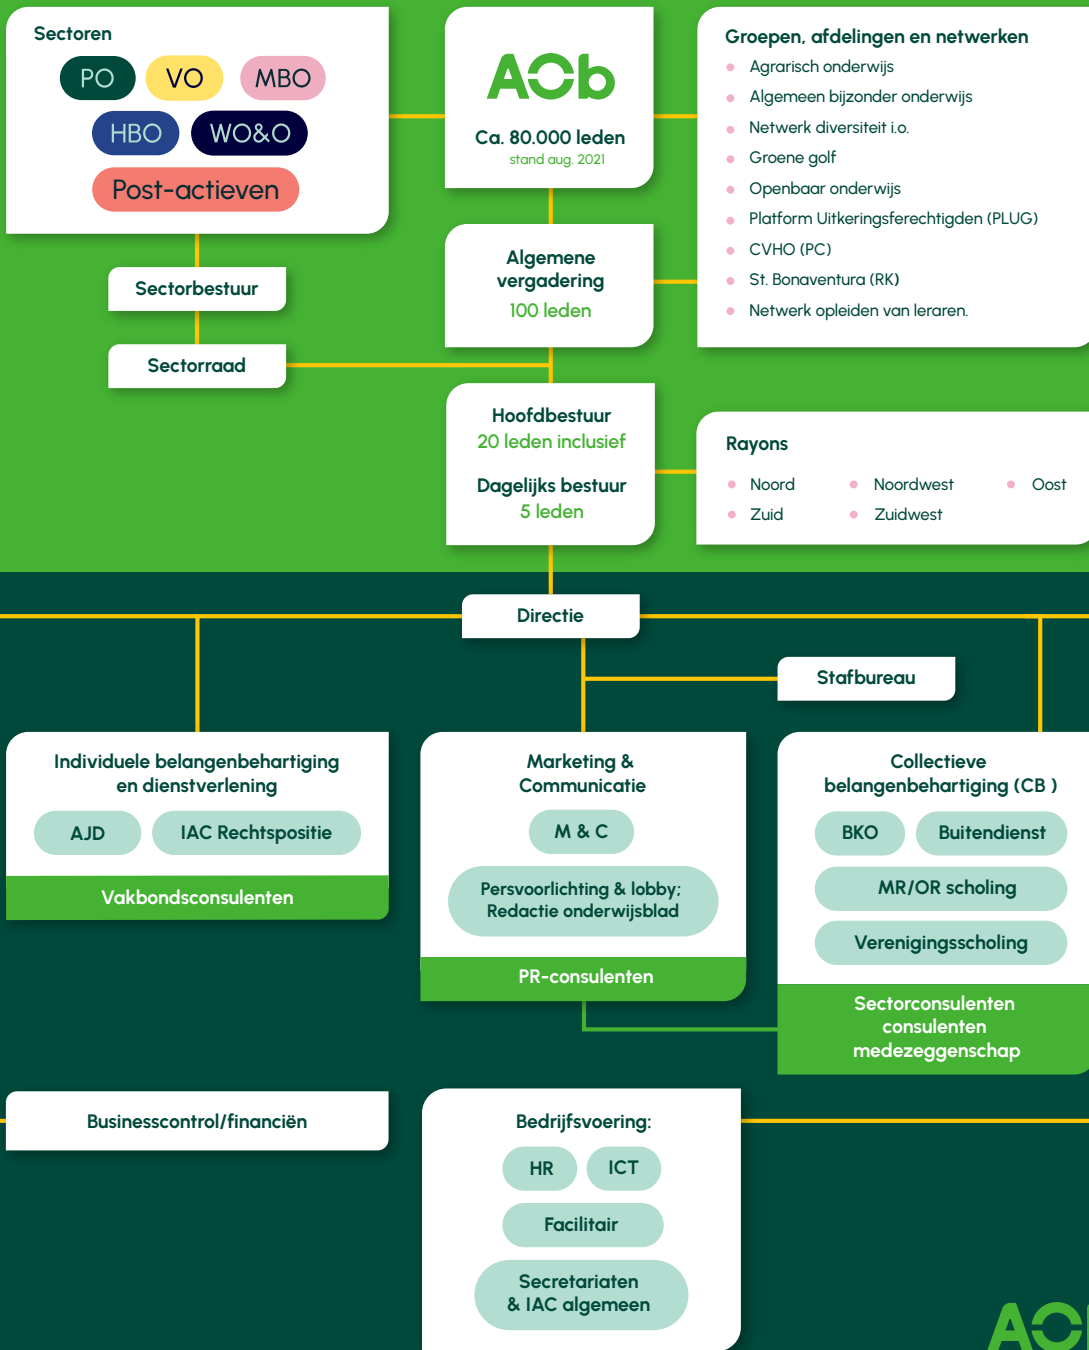 Sectoren
PO VO MBO
HBO WO&O
Post-actieven
Sectorbestuur
Sectorraad
AOb
Ca. 80.000 leden
stand aug. 2021
Algemene
vergadering
100 leden
Hoofdbestuur
20 leden inclusief
Dagelijks bestuur
5 leden
Groepen, afdelingen en netwerken
Agrarisch onderwijs
Algemeen bijzonder onderwijs
Netwerk diversiteit i.o.
Groene golf
Openbaar onderwijs
Platform Uitkeringsferechtigden (PLUG)
CVHO (PC)
St. Bonaventura (RK)
Netwerk opleiden van leraren.
Rayons
Noord Noordwest Oost
Zuid Zuidwest
Directie
Stafbureau
Individuele belangenbehartiging
en dienstverlening
AJD IAC Rechtspositie
Vakbondsconsulenten
Marketing &
Communicatie
M & C
Persvoorlichting & lobby;
Redactie onderwijsblad
PR-consulenten
Collectieve
belangenbehartiging (CB )
BKO Buitendienst
MR/OR scholing
Verenigingsscholing
Sectorconsulenten
consulenten
medezeggenschap
Businesscontrol/financiën
Bedrijfsvoering:
HR ICT
Facilitair
Secretariaten
& IAC algemeen
AOb